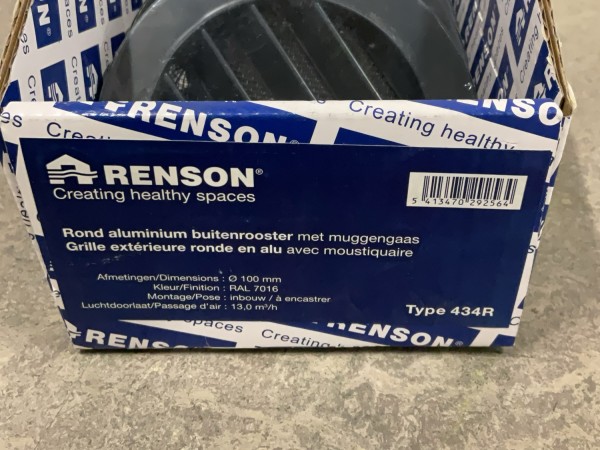 RENSON
Creating healthy
RENSON®
Creating healthy spaces
5 413470 292564
Rond aluminium buitenrooster met muggengaas
Grille extérieure ronde en alu avec moustiquaire
Afmetingen/Dimensions : Ø 100 mm
Kleur/Finition : RAL 7016
Montage/Pose : inbouw / à encastrer
Luchtdoorlaat/Passage d'air : 13,0 m³/h
Type 434R
spaces
RENSON
Creating
RENSON